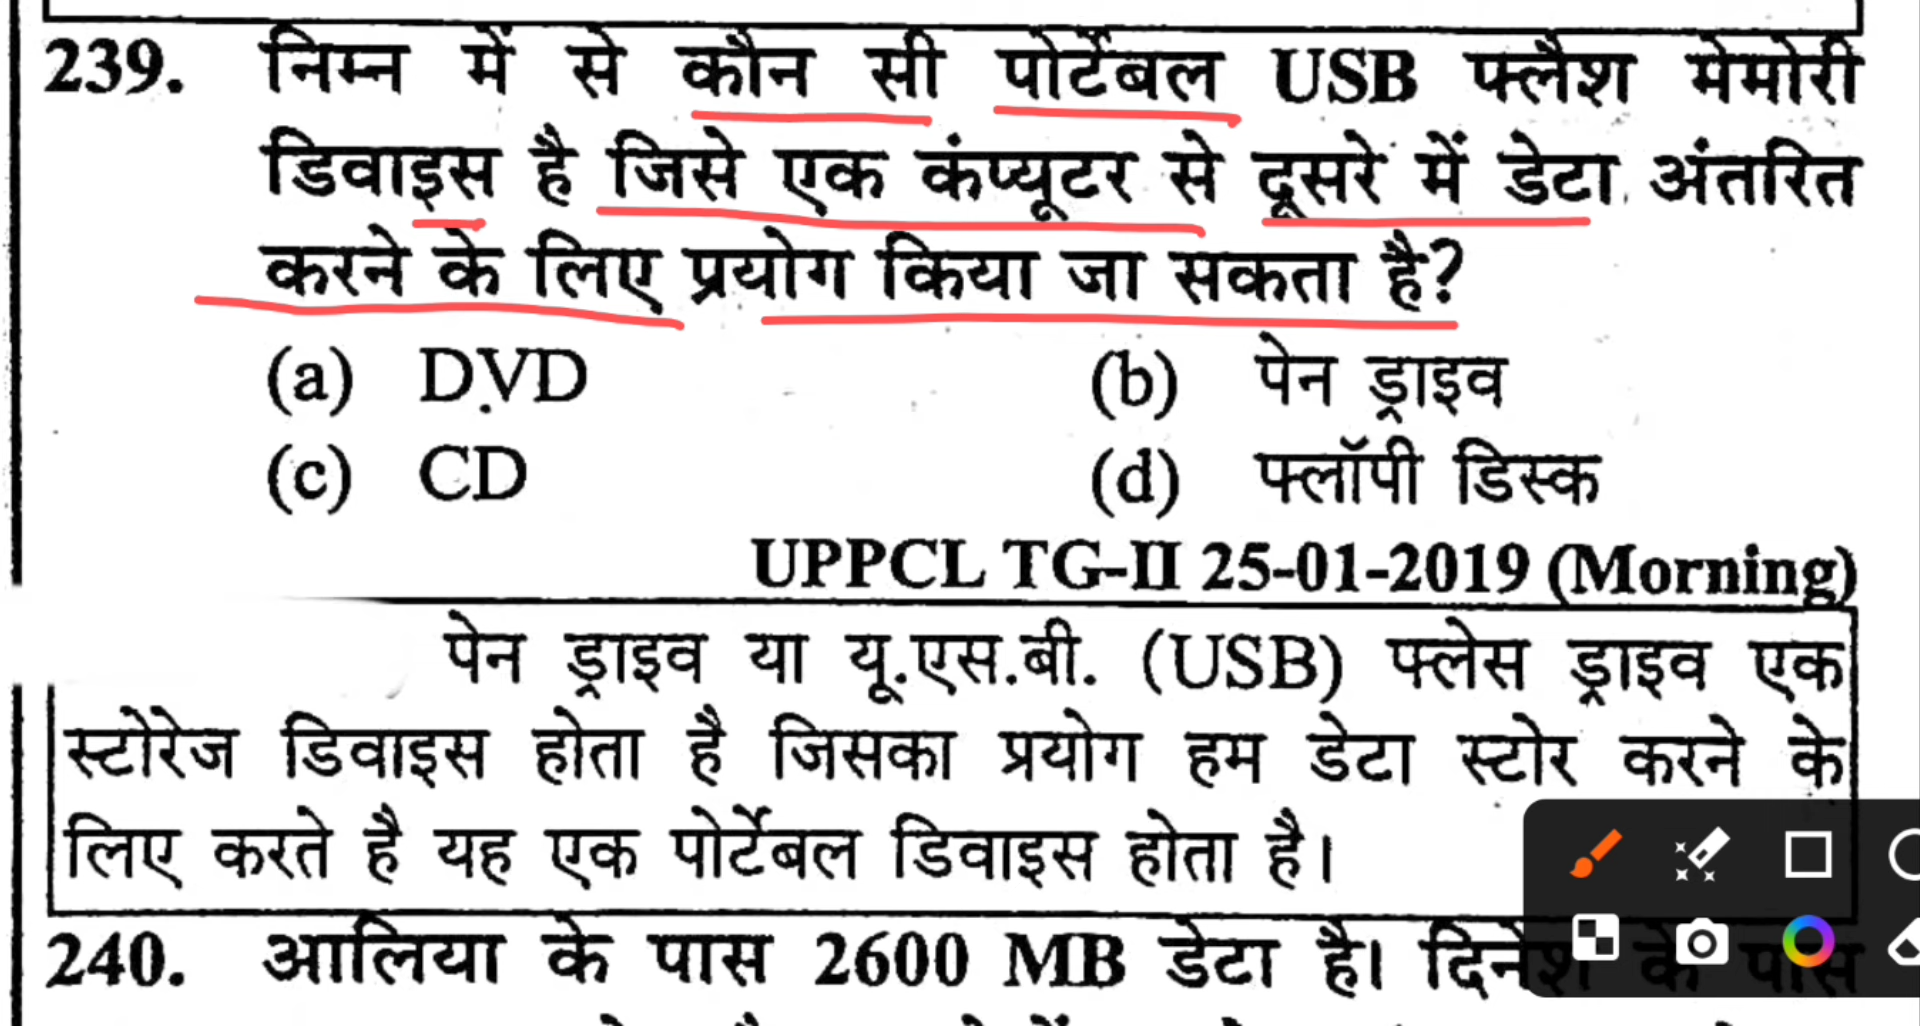 239. निम्न में से कौन सी पोर्टेबल USB फ्लैश मेमोरी
डिवाइस है जिसे एक कंप्यूटर से दूसरे में डेटा अंतरित
करने के लिए प्रयोग किया जा सकता है?
(a) DVD (b) पेन ड्राइव
(c) CD (d) फ्लॉपी डिस्क
UPPCL TG-II 25-01-2019 (Morning)
पेन ड्राइव या यू.एस.बी. (USB) फ्लेस ड्राइव एक
स्टोरेज डिवाइस होता है जिसका प्रयोग हम डेटा स्टोर करने के
लिए करते है यह एक पोर्टेबल डिवाइस होता है।
240. आलिया के पास 2600 MB डेटा है। दिनेश के पास